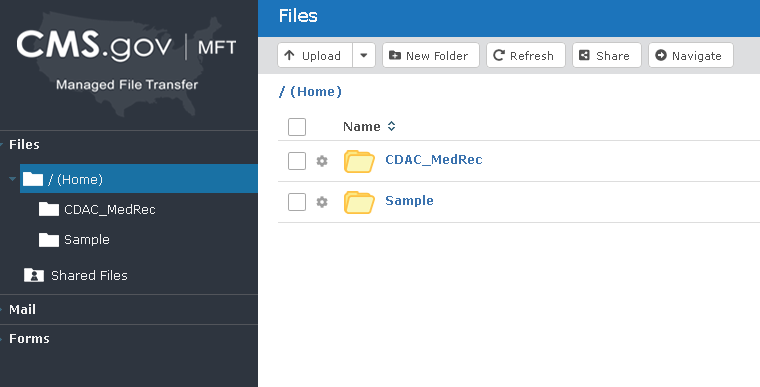 CMS.gov | MFT
Managed File Transfer
Files
/ (Home)
CDAC_MedRec
Sample
Shared Files
Mail
Forms
Files
Upload New Folder Refresh Share Navigate
/ (Home)
Name
CDAC_MedRec
Sample